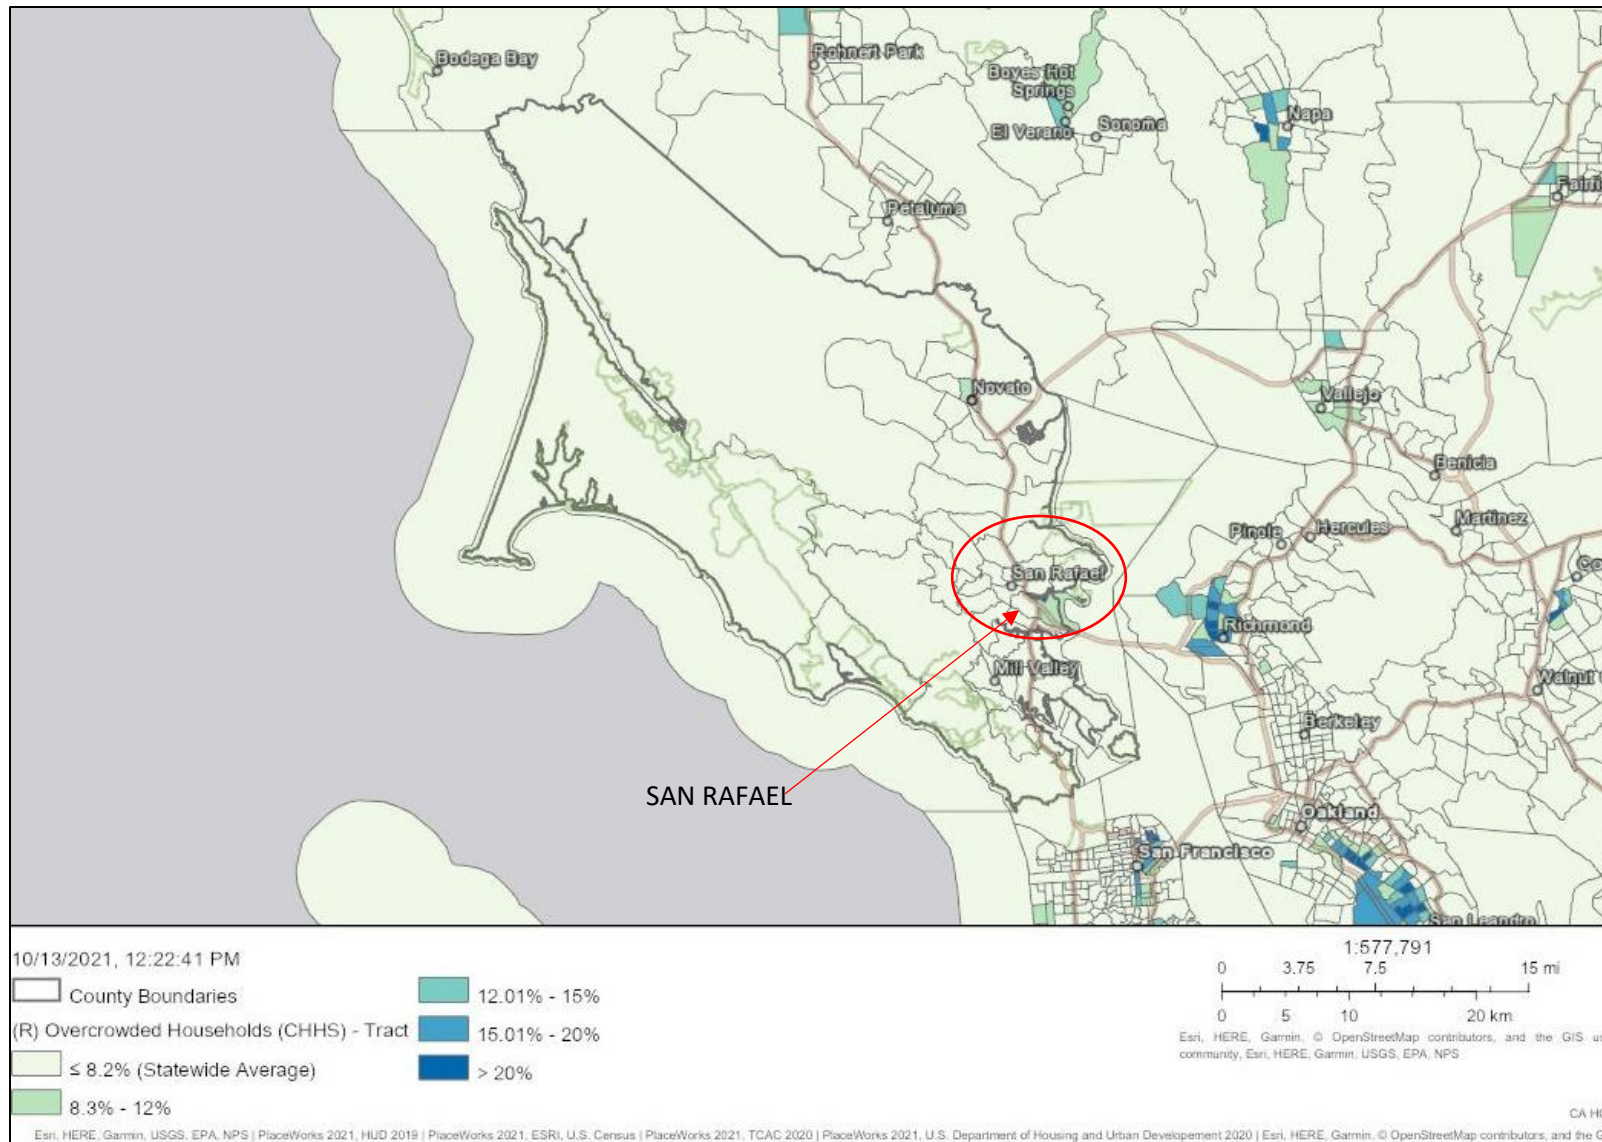 Bodega Bay
Rohnert Park
Boyes Hot
Springs
El Verano
Sonoma
Napa
Petaluma
Novato
Vallejo
Benicia
Martinez
Pinole
Hercules
San Rafael
Richmond
Mill Valley
Walnut
Berkeley
SAN RAFAEL
Oakland
San Francisco
San Leandro
10/13/2021, 12:22:41 PM
County Boundaries
(R) Overcrowded Households (CHHS) - Tract
≤ 8.2% (Statewide Average)
8.3% - 12%
12.01% - 15%
15.01% - 20%
> 20%
1:577,791
0 3.75 7.5 15 mi
0 5 10 20 km
Esri, HERE, Garmin, © OpenStreetMap contributors, and the GIS
community, Esri, HERE, Garmin, USGS, EPA, NPS
CA
Esri, HERE, Garmin, USGS, EPA, NPS | PlaceWorks 2021, HUD 2019 | PlaceWorks 2021, ESRI, U.S. Census | PlaceWorks 2021, TCAC 2020 | PlaceWorks 2021, U.S. Department of Housing and Urban Developement 2020 | Esri, HERE, Garmin, © OpenStreetMap contributors, and the